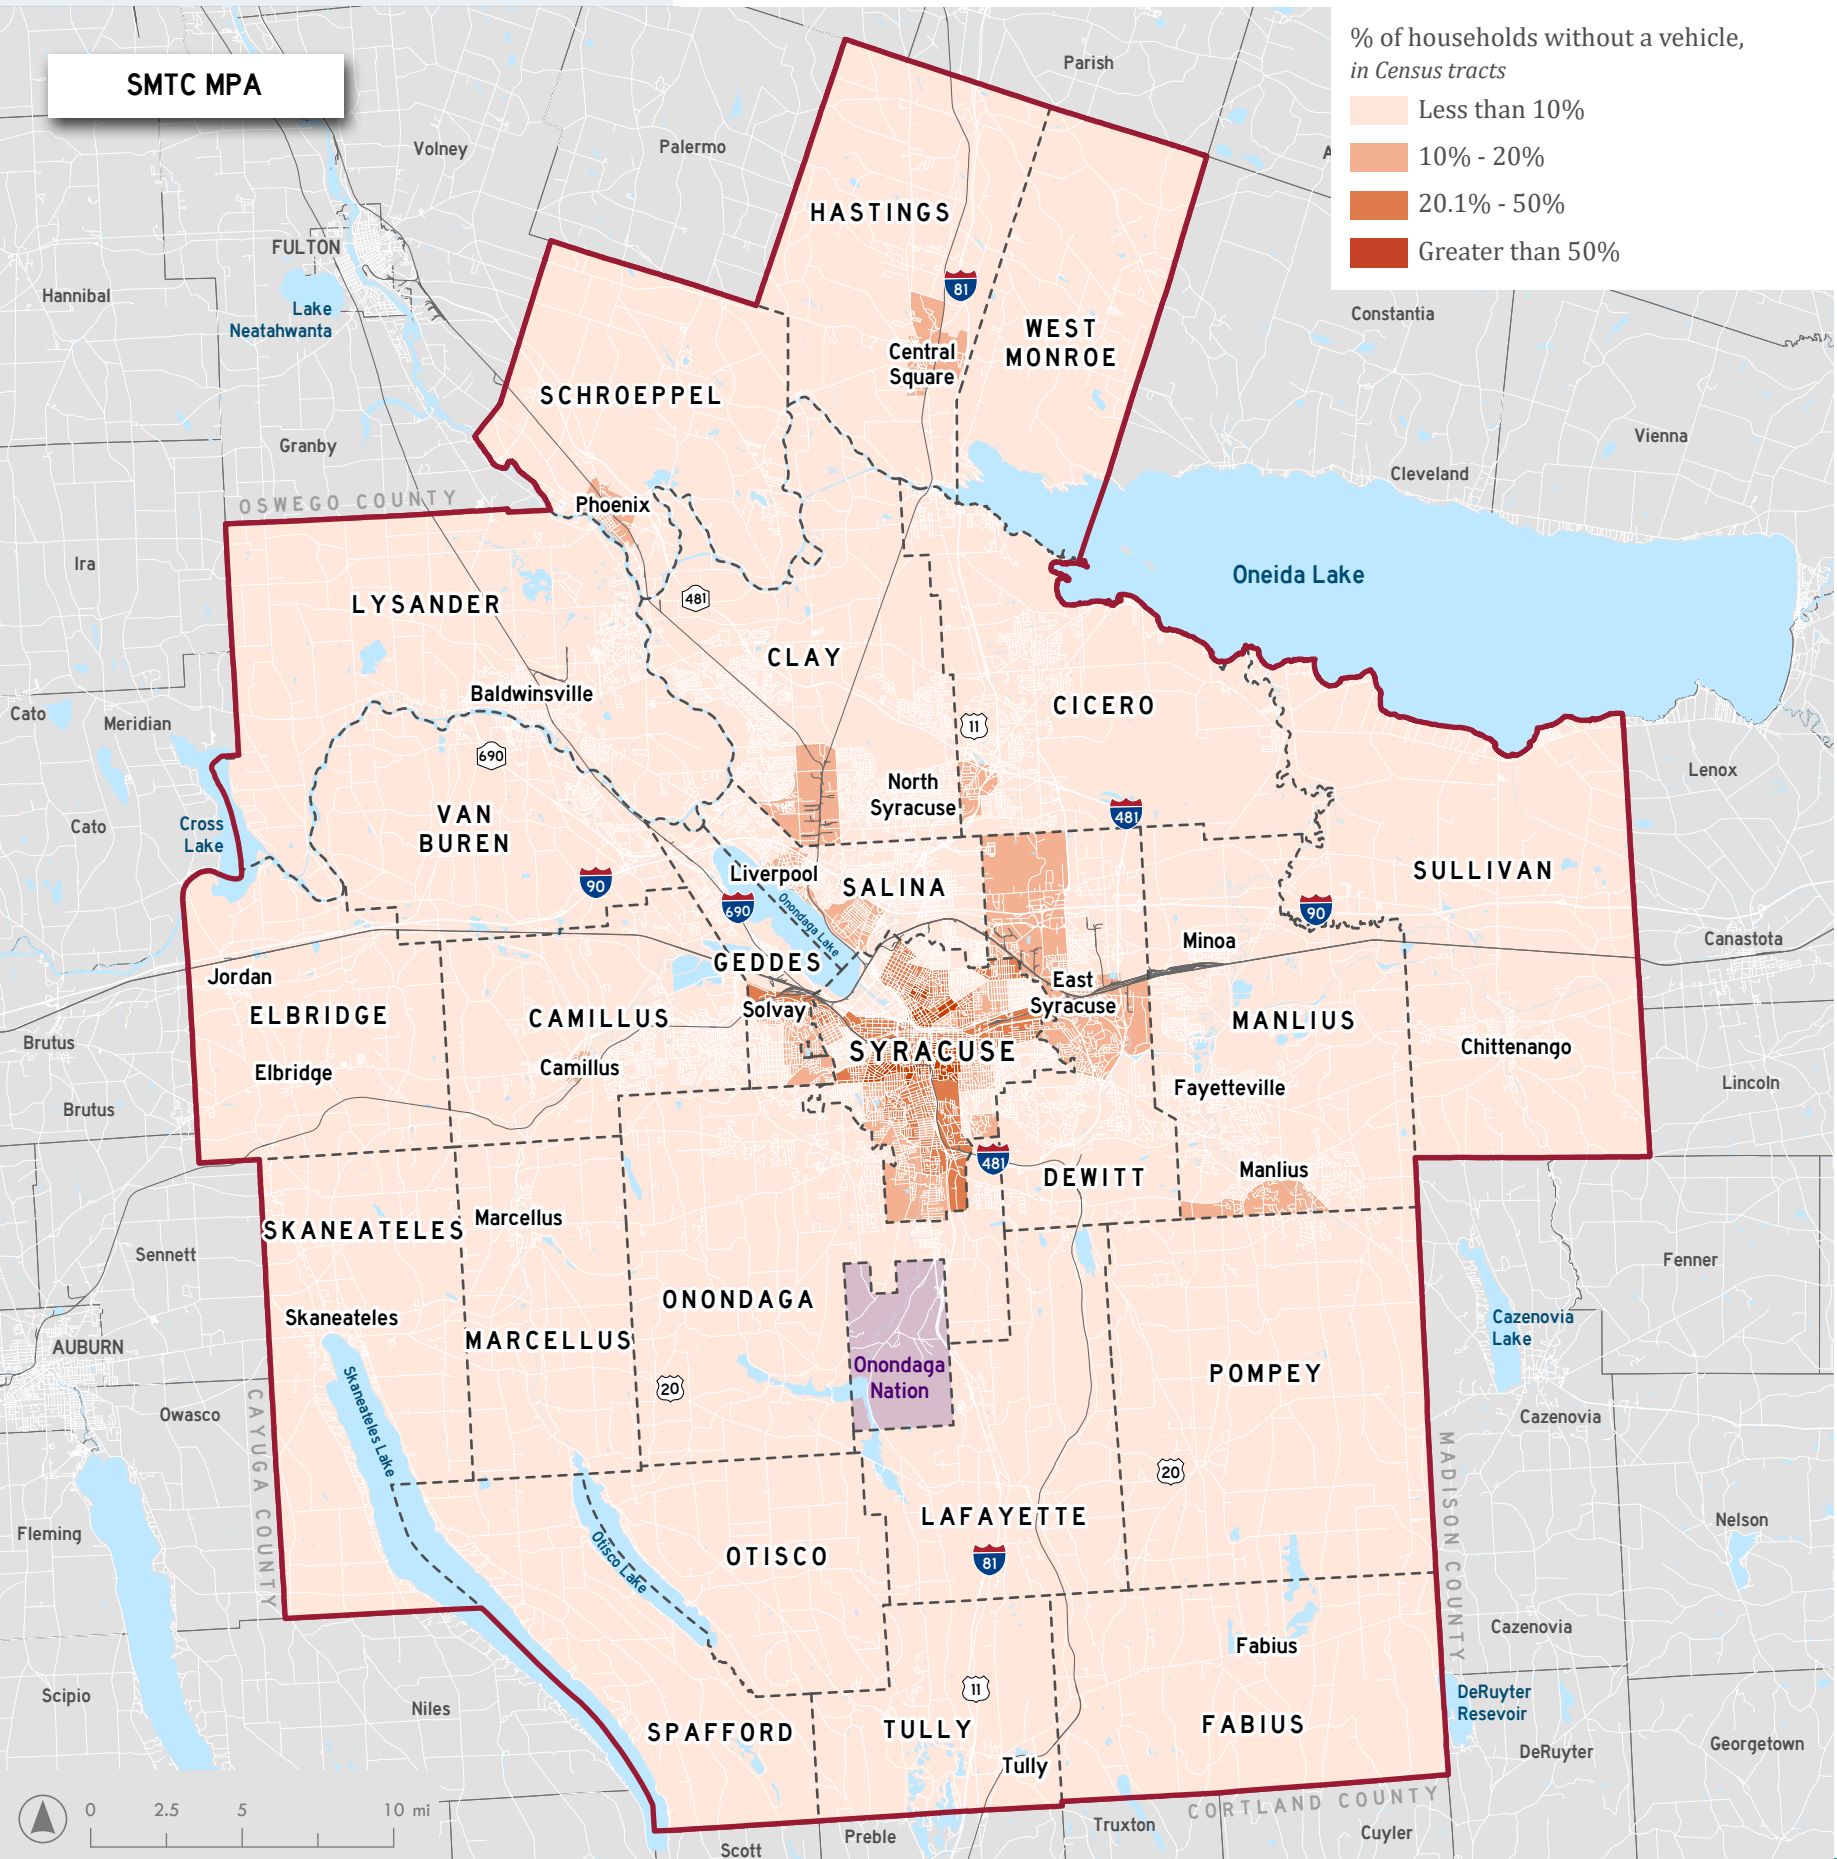 SMTC MPA
% of households without a vehicle,
in Census tracts
Less than 10%
10% - 20%
20.1% - 50%
Greater than 50%
Parish
Volney
Palermo
A
HASTINGS
FULTON
81
Hannibal
Lake
Neatahwanta
Constantia
WEST
MONROE
Central
Square
SCHROEPPEL
Granby
Vienna
Cleveland
OSWEGO COUNTY
Phoenix
Ira
Oneida Lake
LYSANDER
481
CLAY
Baldwinsville
CICERO
Cato
Meridian
11
690
North
Syracuse
Lenox
VAN
BUREN
481
Cato
Cross
Lake
Liverpool
SALINA
SULLIVAN
90
690
90
Onondaga Lake
Minoa
Canastota
GEDDES
Jordan
East
Syracuse
Solvay
ELBRIDGE
CAMILLUS
MANLIUS
Brutus
SYRACUSE
Chittenango
Elbridge
Camillus
Fayetteville
Lincoln
Brutus
481
DEWITT
Manlius
SKANEATELES
Marcellus
Sennett
Fenner
ONONDAGA
Skaneateles
Cazenovia
Lake
MARCELLUS
AUBURN
Onondaga
Nation
POMPEY
20
Skaneateles Lake
Owasco
Cazenovia
CAYUGA COUNTY
MADISON COUNTY
20
LAFAYETTE
Fleming
Nelson
OTISCO
Otisco Lake
81
Cazenovia
Fabius
11
Scipio
Niles
DeRuyter
Resevoir
SPAFFORD
TULLY
FABIUS
DeRuyter
Georgetown
Tully
0 2.5 5 10 mi
CORTLAND COUNTY
Truxton
Cuyler
Preble
Scott